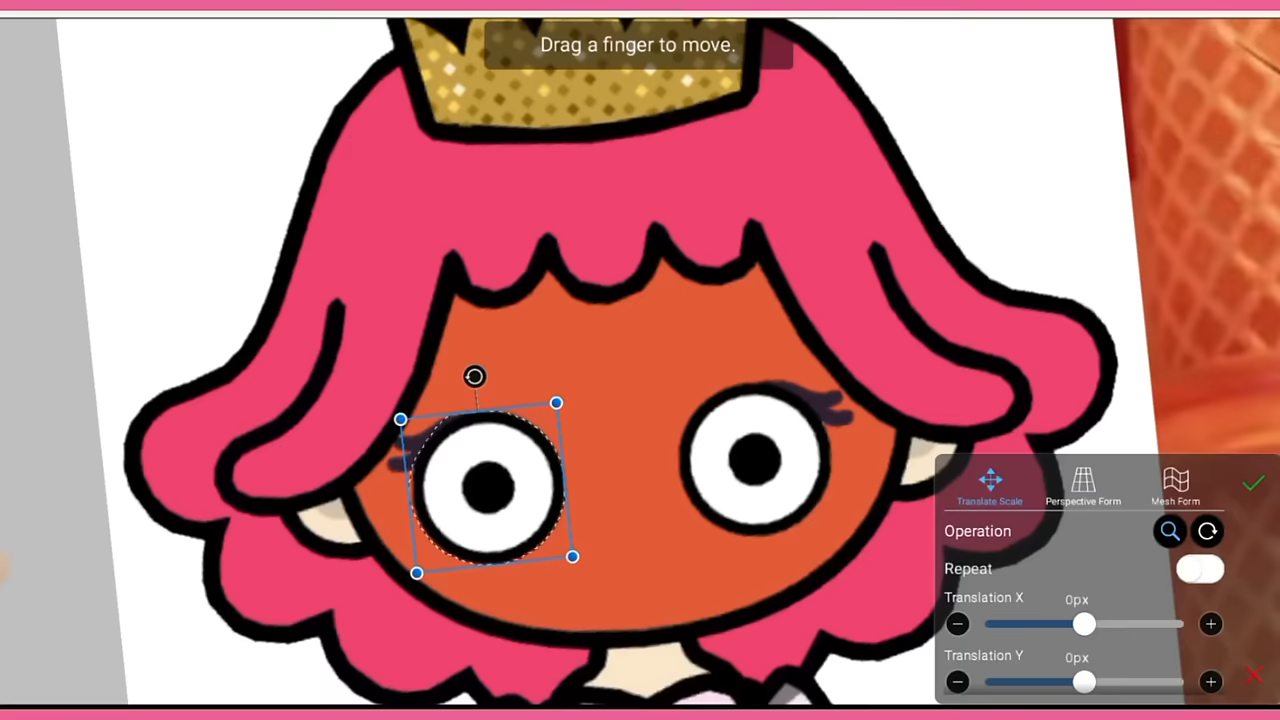 Drag a finger to move.
Translate Scale
Perspective Form
Mesh Form
Operation
Repeat
Translation X
0px
Translation Y
0px